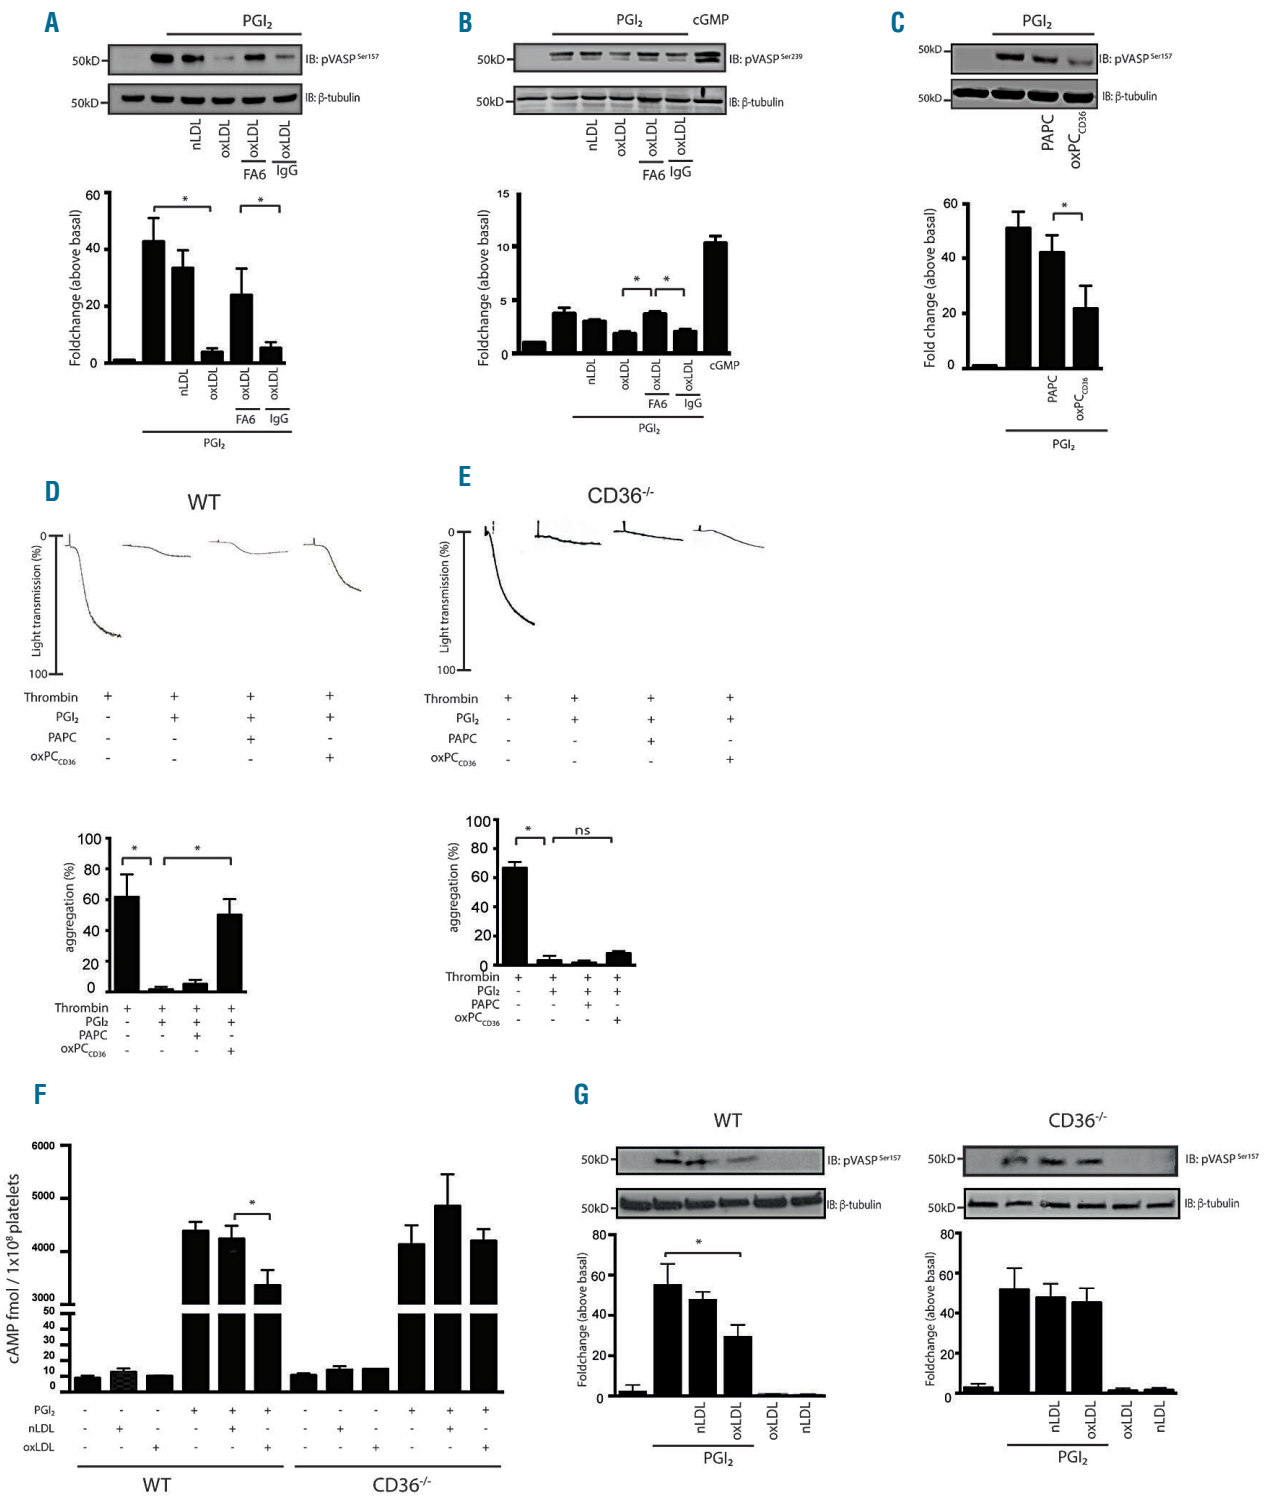 A
PGI₂
50kD
IB: pVASP Ser157
50kD
IB: β-tubulin
nLDL
oxLDL
oxLDL
oxLDL
FA6
IgG
Foldchange (above basal)
60
40
20
0
*
*
nLDL
oxLDL
oxLDL
oxLDL
FA6
IgG
PGI₂
B
PGI₂
cGMP
50kD
IB: pVASP Ser239
50kD
IB: β-tubulin
nLDL
oxLDL
oxLDL
oxLDL
FA6
IgG
Foldchange (above basal)
15
10
5
0
*
*
nLDL
oxLDL
oxLDL
oxLDL
cGMP
FA6
IgG
PGI₂
C
PGI₂
50kD
IB: pVASP Ser157
50kD
IB: β-tubulin
PAPC
oxPC CD36
Fold change (above basal)
60
40
20
0
*
PAPC
oxPC CD36
PGI₂
D
WT
Light transmission (%)
0
100
Thrombin + + + +
PGI₂ - + + +
PAPC - - + -
oxPC CD36 - - - +
aggregation (%)
100
80
60
40
20
0
*
*
Thrombin + + + +
PGI₂ - + + +
PAPC - - + -
oxPC CD36 - - - +
E
CD36-/-
Light transmission (%)
0
100
Thrombin + + + +
PGI₂ - + + +
PAPC - - + -
oxPC CD36 - - - +
aggregation (%)
100
80
60
40
20
0
*
ns
Thrombin + + + +
PGI₂ - + + +
PAPC - - + -
oxPC CD36 - - - +
F
cAMP fmol / 1x10⁸ platelets
6000
5000
4000
3000
50
40
30
20
10
0
*
PGI₂ - - - + + + - - - + + +
nLDL - + - - + - - + - - + -
oxLDL - - + - - + - - + - - +
WT
CD36-/-
G
WT
50kD
IB: pVASP Ser157
50kD
IB: β-tubulin
Foldchange (above basal)
80
60
40
20
0
*
nLDL
oxLDL
oxLDL
nLDL
PGI₂
CD36-/-
50kD
IB: pVASP Ser157
50kD
IB: β-tubulin
Foldchange (above basal)
80
60
40
20
0
nLDL
oxLDL
oxLDL
nLDL
PGI₂